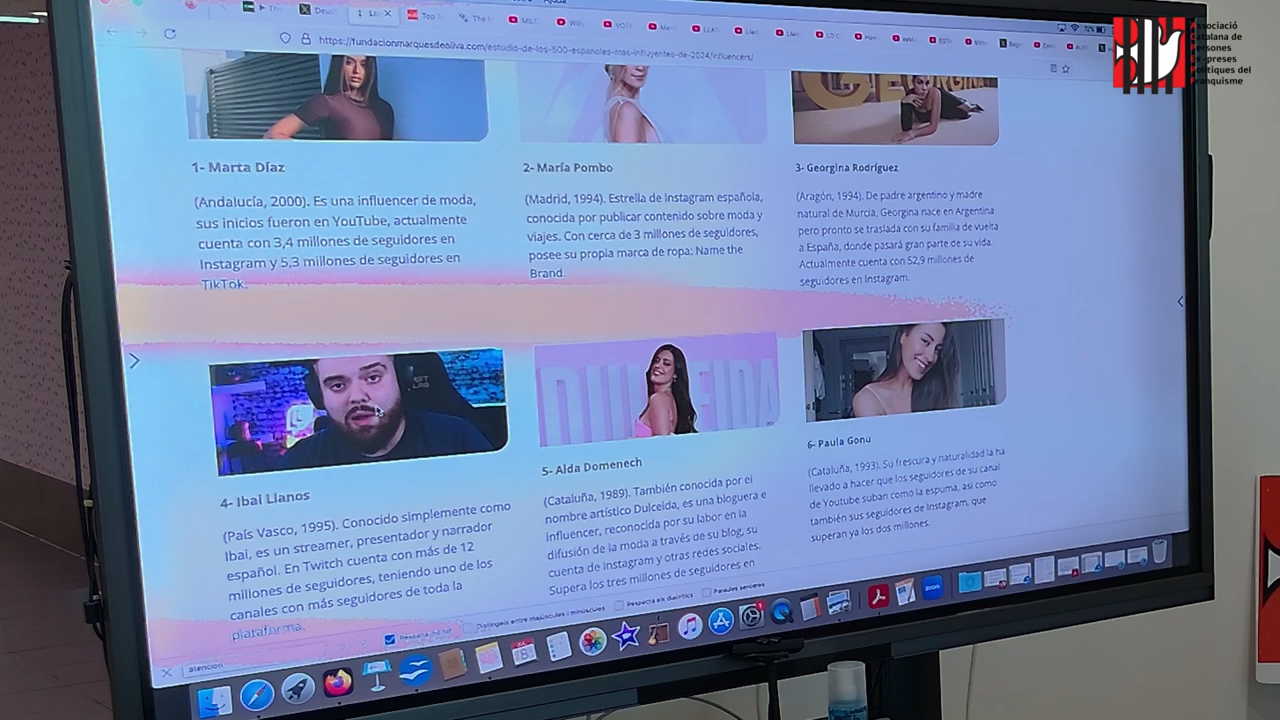 https://fundacionmarquesdeoliva.com/estudio-de-los-500-espanoles-mas-influyentes-de-2024/influencers/
Associació
Catalana de
Persones
Ex-preses
Polítiques del
Franquisme
1- Marta Díaz
(Andalucía, 2000). Es una influencer de moda,
sus inicios fueron en YouTube, actualmente
cuenta con 3,4 millones de seguidores en
Instagram y 5,3 millones de seguidores en
TikTok.
2- María Pombo
(Madrid, 1994). Estrella de Instagram española,
conocida por publicar contenido sobre moda y
viajes. Con cerca de 3 millones de seguidores,
posee su propia marca de ropa: Name the
Brand.
3- Georgina Rodríguez
(Aragón, 1994). De padre argentino y madre
natural de Murcia, Georgina nace en Argentina
pero pronto se traslada con su familia de vuelta
a España, donde pasará gran parte de su vida.
Actualmente cuenta con 52,9 millones de
seguidores en Instagram.
4- Ibai Llanos
(País Vasco, 1995). Conocido simplemente como
Ibai, es un streamer, presentador y narrador
español. En Twitch cuenta con más de 12
millones de seguidores, teniendo uno de los
canales con más seguidores de toda la
plataforma.
5- Aida Domenech
(Cataluña, 1989). También conocida por el
nombre artístico Dulceida, es una bloguera e
influencer, reconocida por su labor en la
difusión de la moda a través de su blog, su
cuenta de Instagram y otras redes sociales.
Supera los tres millones de seguidores en
6- Paula Gonu
(Cataluña, 1993). Su frescura y naturalidad la ha
llevado a hacer que los seguidores de su canal
de Youtube suban como la espuma, así como
también sus seguidores de Instagram, que
superan ya los dos millones.
atencion
Distingeix entre majúscules i minúscules
Respecta els diacrítics
Paraules senceres